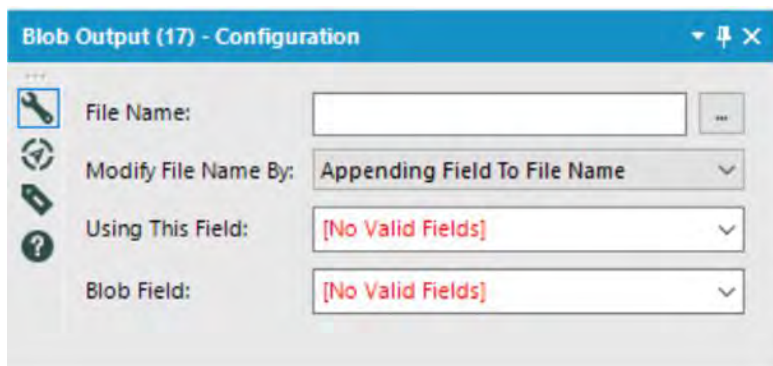 Blob Output (17) - Configuration
File Name:
...
Modify File Name By: Appending Field To File Name
Using This Field: [No Valid Fields]
Blob Field: [No Valid Fields]